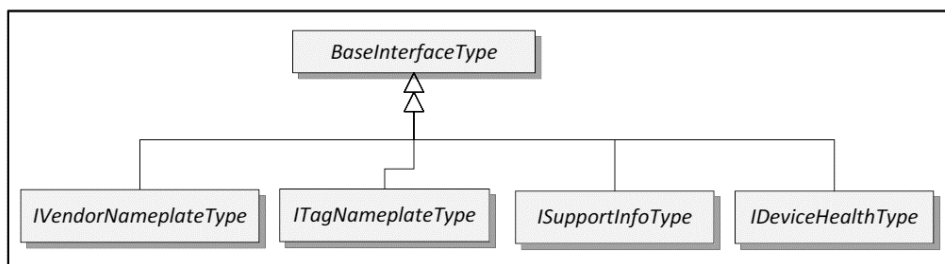 BaseInterfaceType
IVendorNameplateType
ITagNameplateType
ISupportInfoType
IDeviceHealthType